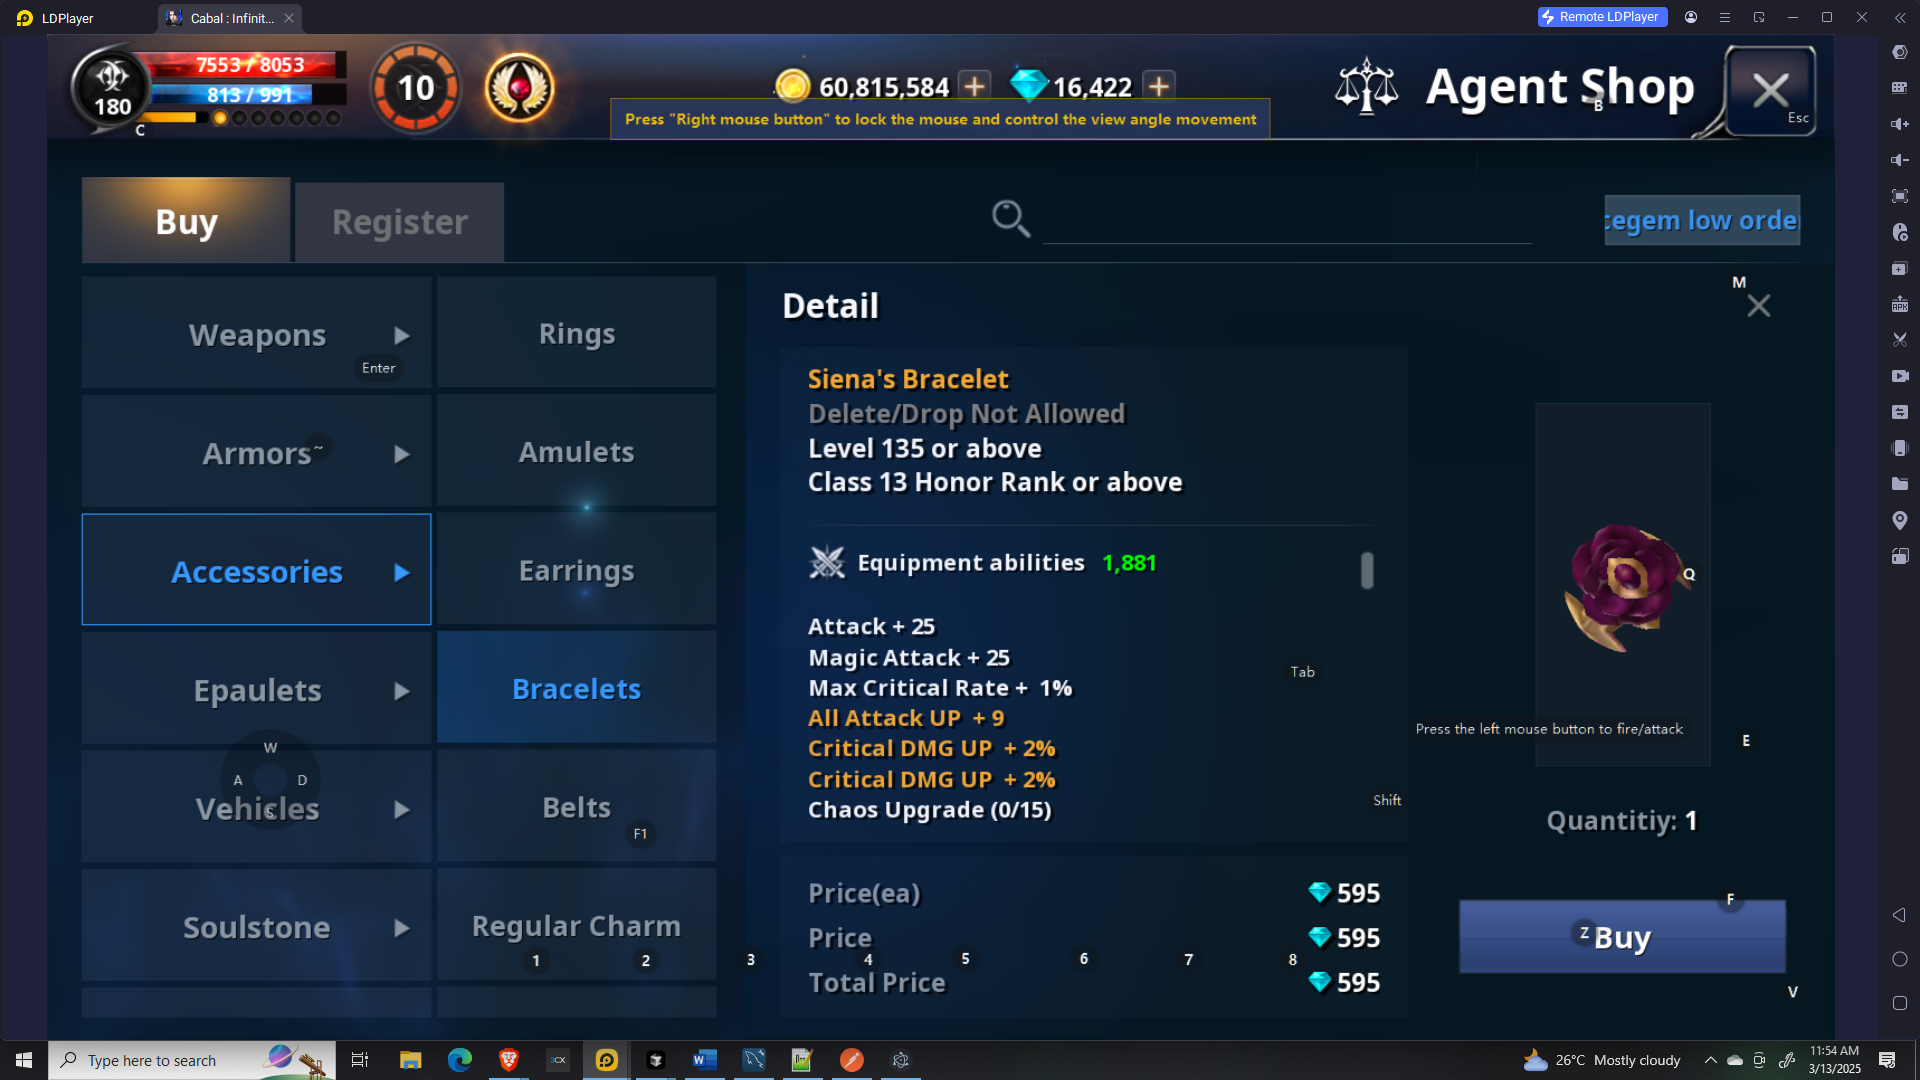 LDPlayer
Cabal : Infinit...
Remote LDPlayer
7553 / 8053
813 / 991
180
C
10
60,815,584
16,422
Agent Shop
B
Esc
Press "Right mouse button" to lock the mouse and control the view angle movement
Buy
Register
cegem low orde
Weapons
Enter
Armors
~
Accessories
Epaulets
W
A
D
S
Vehicles
Soulstone
Rings
Amulets
Earrings
Bracelets
Belts
F1
Regular Charm
1
2
3
4
5
6
7
8
Detail
M
Siena's Bracelet
Delete/Drop Not Allowed
Level 135 or above
Class 13 Honor Rank or above
Equipment abilities 1,881
Attack + 25
Magic Attack + 25
Max Critical Rate + 1%
All Attack UP + 9
Critical DMG UP + 2%
Critical DMG UP + 2%
Chaos Upgrade (0/15)
Tab
Shift
Q
Press the left mouse button to fire/attack
E
Quantitiy: 1
Price(ea) 595
Price 595
Total Price 595
F
Z
Buy
V
Type here to search
3CX
26°C Mostly cloudy
11:54 AM
3/13/2025